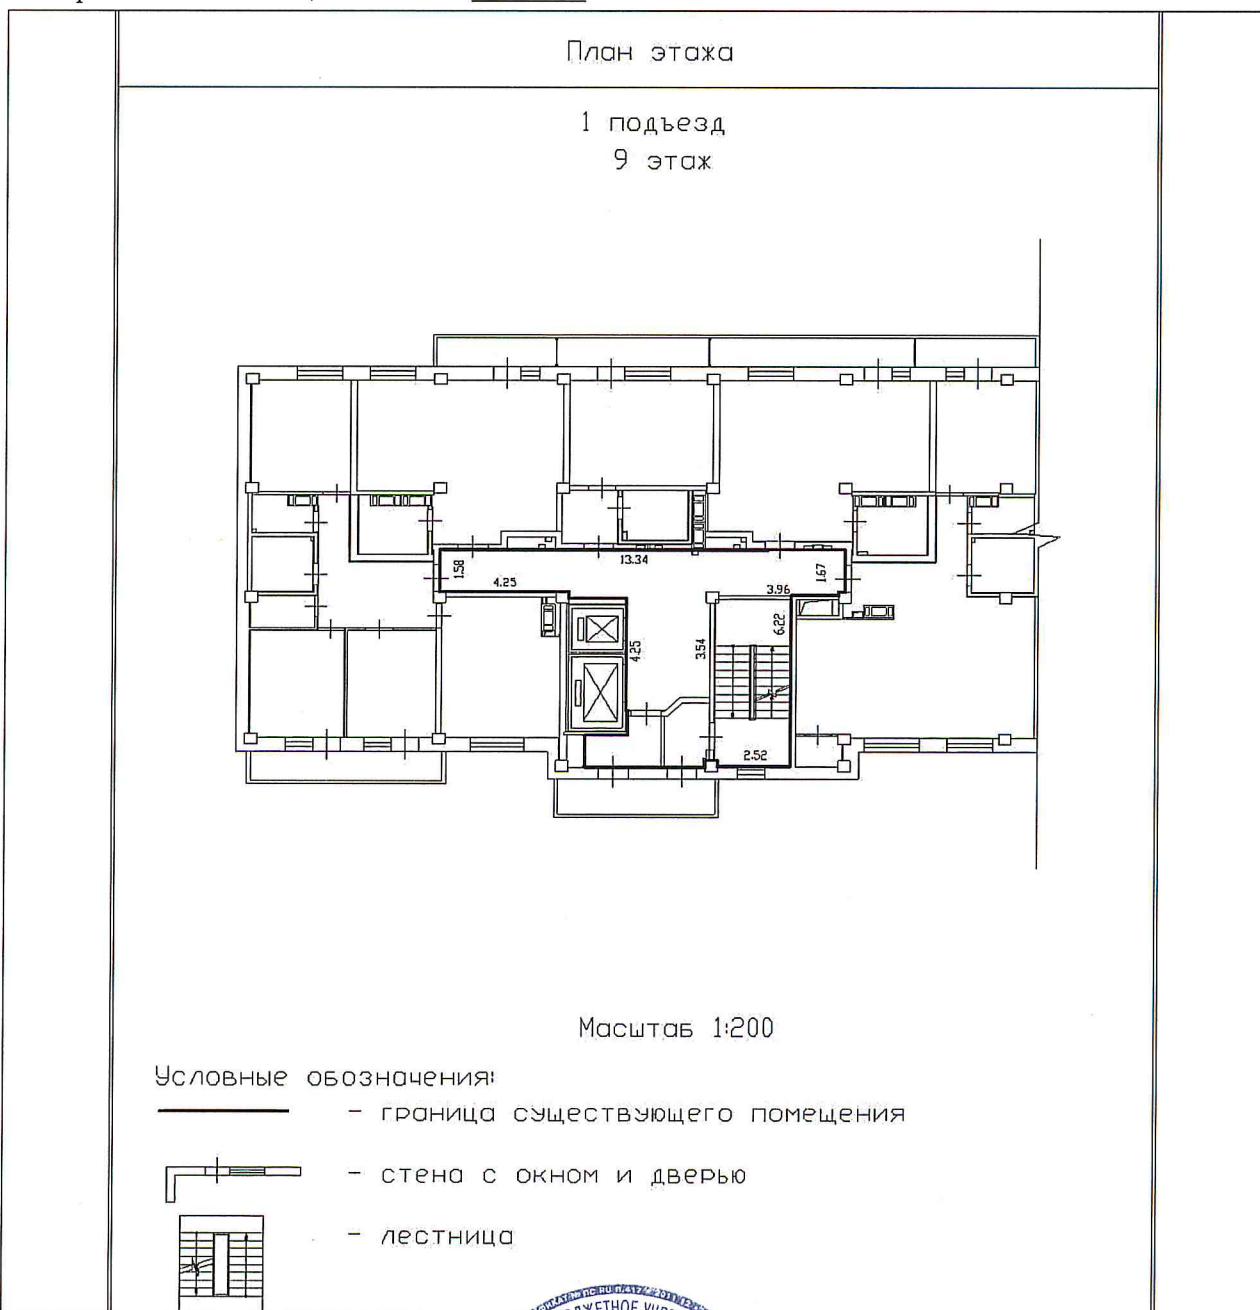 План этажа
1 подъезд
9 этаж
13.34
1.58
4.25
3.96
1.67
6.22
4.25
3.54
2.52
Масштаб 1:200
Условные обозначения:
– граница существующего помещения
– стена с окном и дверью
– лестница